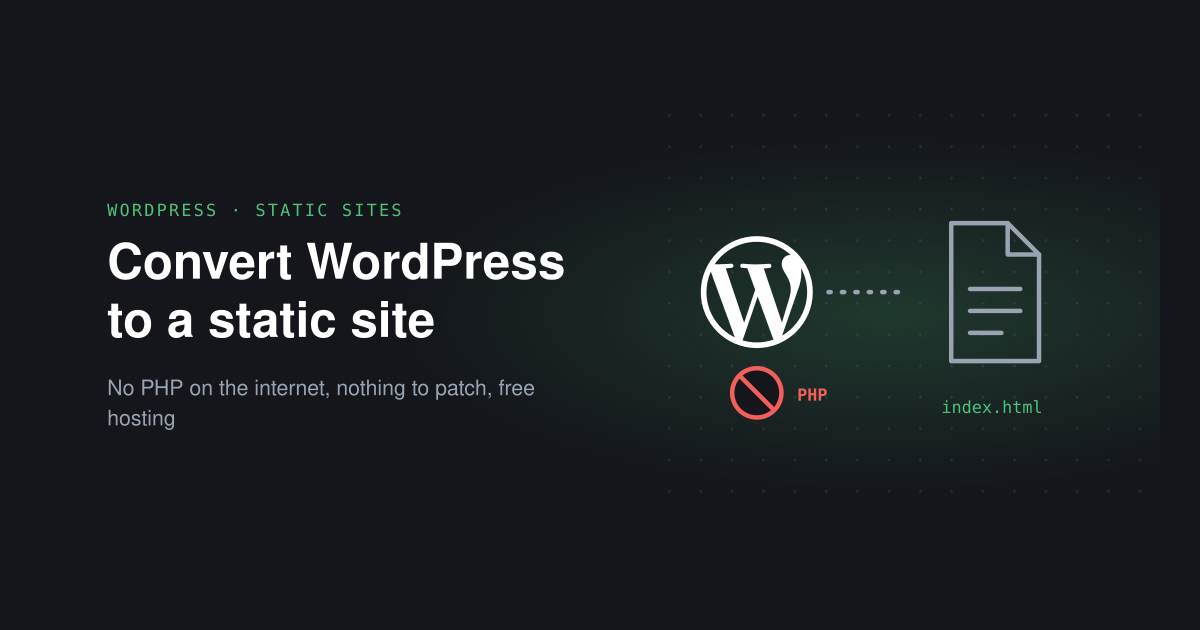 WORDPRESS · STATIC SITES
Convert WordPress
to a static site
No PHP on the internet, nothing to patch, free
hosting
W
PHP
index.html